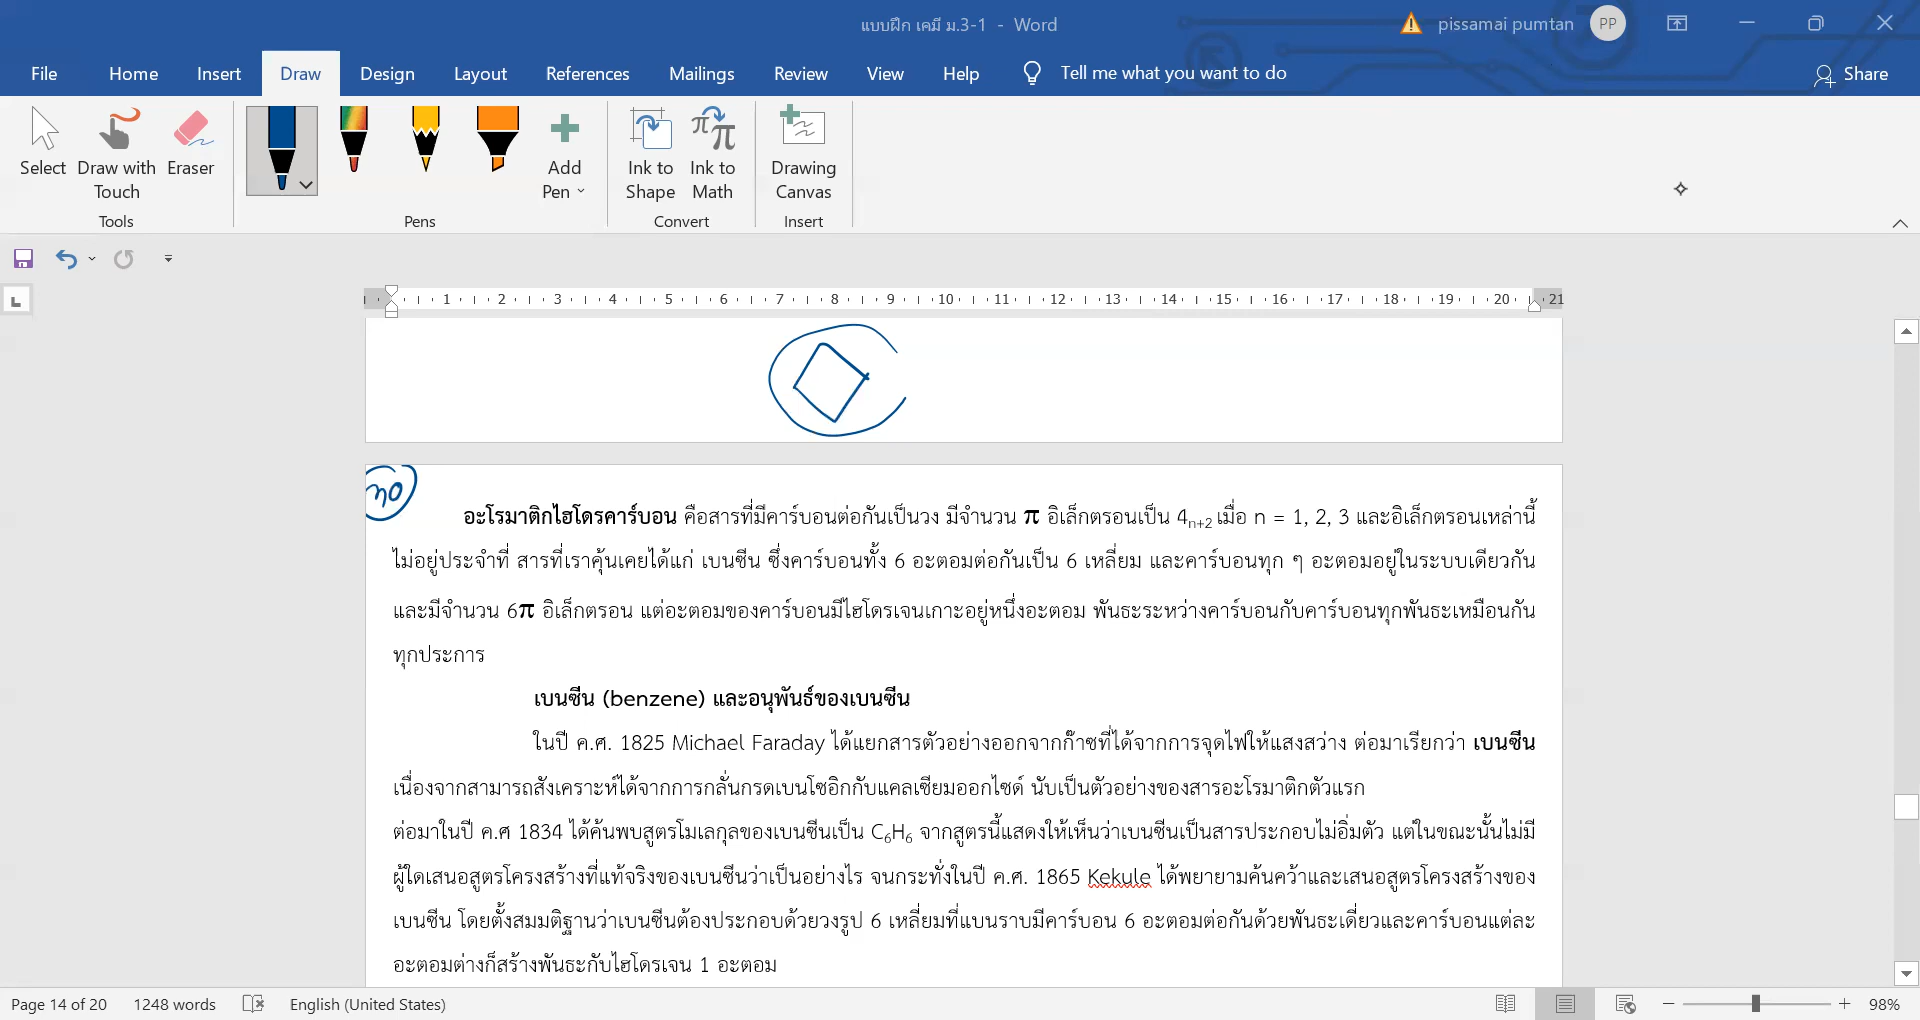 แบบฝึก เคมี ม.3-1 - Word
pissamai pumtan
PP
File Home Insert Draw Design Layout References Mailings Review View Help Tell me what you want to do Share
Select Draw with Touch Eraser Add Pen Ink to Shape Ink to Math Drawing Canvas
Tools Pens Convert Insert
1 2 3 4 5 6 7 8 9 10 11 12 13 14 15 16 17 18 19 20 21
อะโรมาติกไฮโดรคาร์บอน คือสารที่มีคาร์บอนต่อกันเป็นวง มีจำนวน π อิเล็กตรอนเป็น 4n+2 เมื่อ n = 1, 2, 3 และอิเล็กตรอนเหล่านี้
ไม่อยู่ประจำที่ สารที่เราคุ้นเคยได้แก่ เบนซีน ซึ่งคาร์บอนทั้ง 6 อะตอมต่อกันเป็น 6 เหลี่ยม และคาร์บอนทุก ๆ อะตอมอยู่ในระบบเดียวกัน
และมีจำนวน 6π อิเล็กตรอน แต่อะตอมของคาร์บอนมีไฮโดรเจนเกาะอยู่หนึ่งอะตอม พันธะระหว่างคาร์บอนกับคาร์บอนทุกพันธะเหมือนกัน
ทุกประการ
เบนซีน (benzene) และอนุพันธ์ของเบนซีน
ในปี ค.ศ. 1825 Michael Faraday ได้แยกสารตัวอย่างออกจากก๊าซที่ได้จากการจุดไฟให้แสงสว่าง ต่อมาเรียกว่า เบนซีน
เนื่องจากสามารถสังเคราะห์ได้จากการกลั่นกรดเบนโซอิกกับแคลเซียมออกไซด์ นับเป็นตัวอย่างของสารอะโรมาติกตัวแรก
ต่อมาในปี ค.ศ 1834 ได้ค้นพบสูตรโมเลกุลของเบนซีนเป็น C6H6 จากสูตรนี้แสดงให้เห็นว่าเบนซีนเป็นสารประกอบไม่อิ่มตัว แต่ในขณะนั้นไม่มี
ผู้ใดเสนอสูตรโครงสร้างที่แท้จริงของเบนซีนว่าเป็นอย่างไร จนกระทั่งในปี ค.ศ. 1865 Kekule ได้พยายามค้นคว้าและเสนอสูตรโครงสร้างของ
เบนซีน โดยตั้งสมมติฐานว่าเบนซีนต้องประกอบด้วยวงรูป 6 เหลี่ยมที่แบนราบมีคาร์บอน 6 อะตอมต่อกันด้วยพันธะเดี่ยวและคาร์บอนแต่ละ
อะตอมต่างก็สร้างพันธะกับไฮโดรเจน 1 อะตอม
Page 14 of 20 1248 words English (United States) 98%